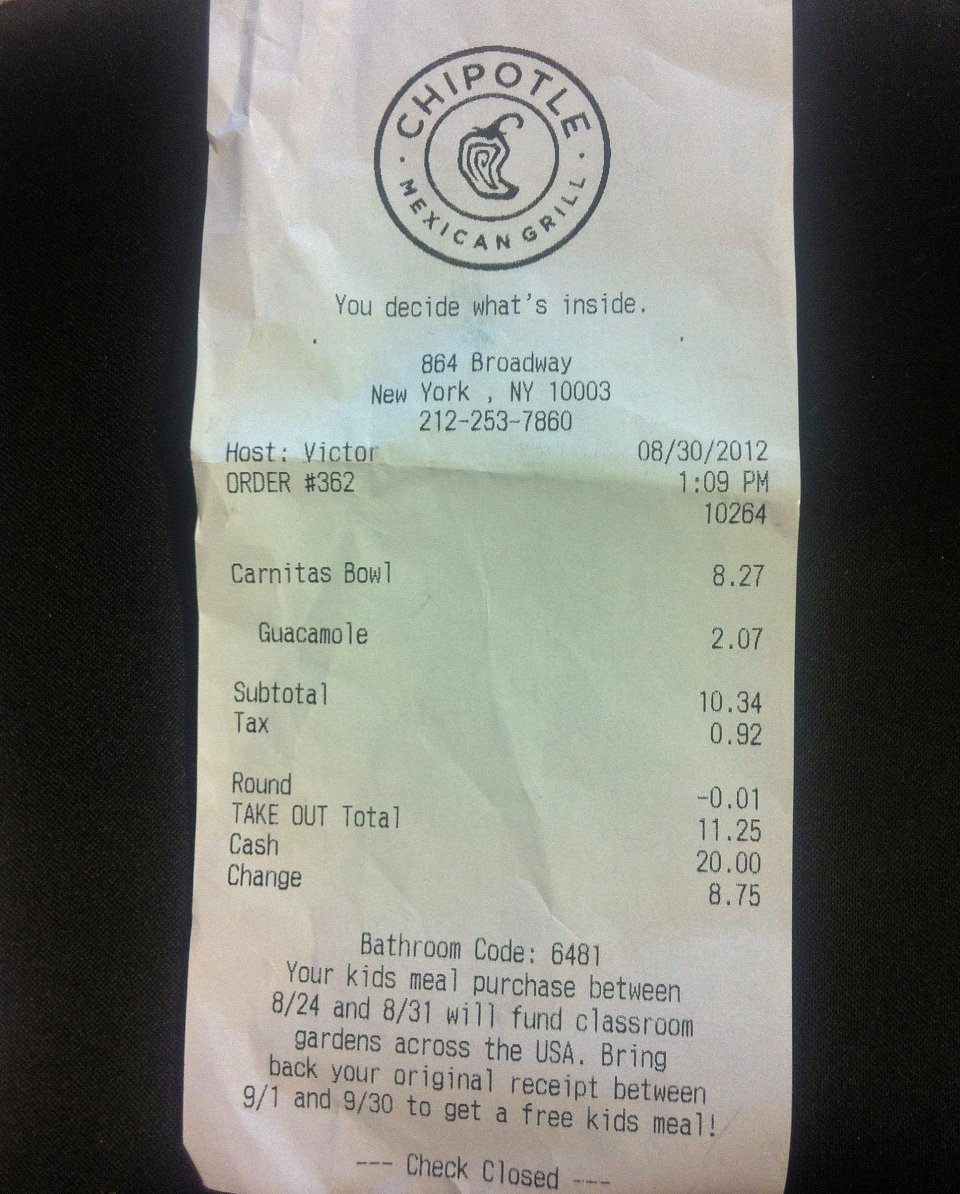 CHIPOTLE
MEXICAN GRILL
You decide what's inside.
864 Broadway
New York , NY 10003
212-253-7860
Host: Victor 08/30/2012
ORDER #362 1:09 PM
10264
Carnitas Bowl 8.27
Guacamole 2.07
Subtotal 10.34
Tax 0.92
Round -0.01
TAKE OUT Total 11.25
Cash 20.00
Change 8.75
Bathroom Code: 6481
Your kids meal purchase between
8/24 and 8/31 will fund classroom
gardens across the USA. Bring
back your original receipt between
9/1 and 9/30 to get a free kids meal!
--- Check Closed ---